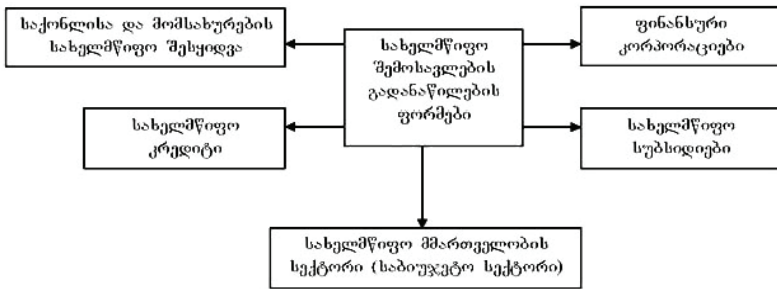 საქონლისა და მომსახურების
სახელმწიფო შესყიდვა
სახელმწიფო
შემოსავლების
გადანაწილების
ფორმები
ფინანსური
კორპორაციები
სახელმწიფო
კრედიტი
სახელმწიფო
სუბსიდიები
სახელმწიფო მმართველობის
სექტორი (საბიუჯეტო სექტორი)